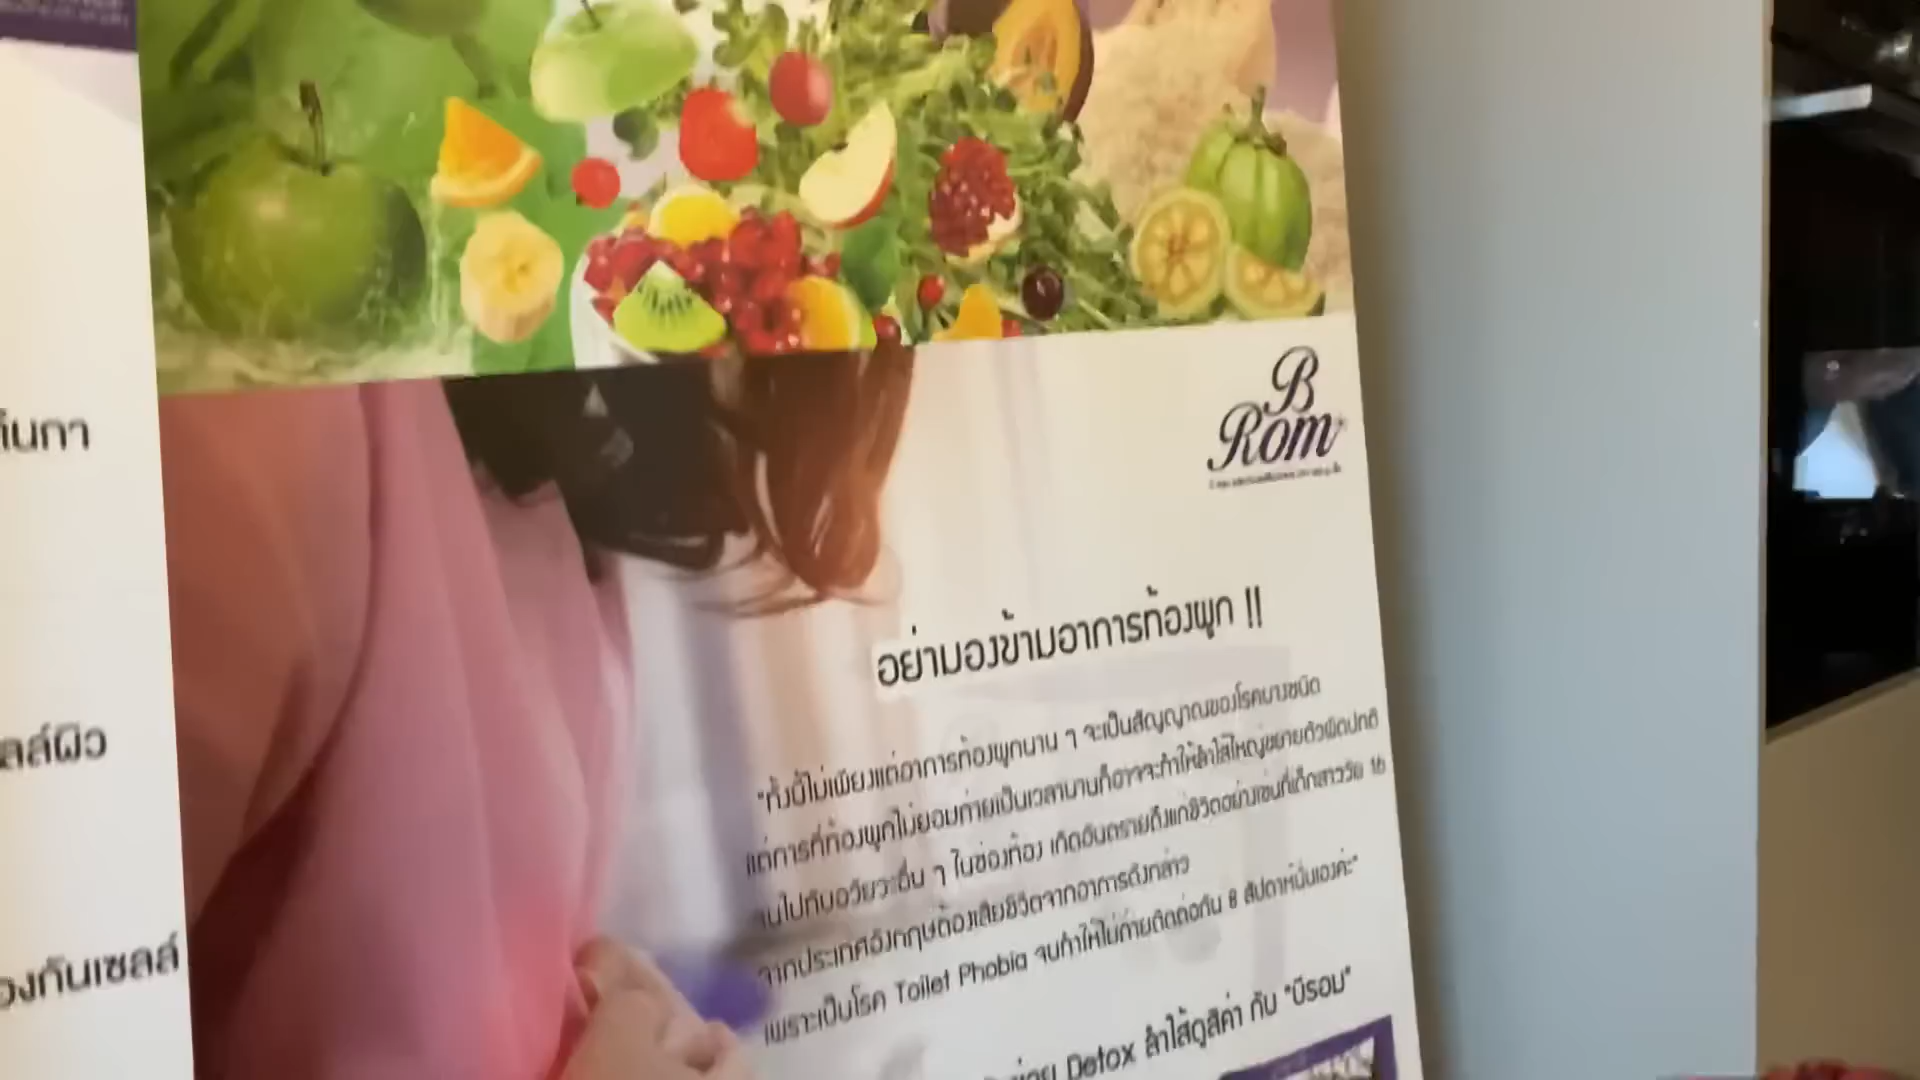 B
Rom
อย่ามองข้ามอาการท้องผูก !!
"ทั้งนี้ไม่เพียงแต่อาการท้องผูกนาน ๆ จะเป็นสัญญาณของโรคบางชนิด
แต่การที่ท้องผูกไม่ยอมถ่ายเป็นเวลานานก็อาจจะทำให้ลำไส้ใหญ่ขยายตัวผิดปกติ
จนไปทับอวัยวะอื่น ๆ ในช่องท้อง เกิดอันตรายถึงแก่ชีวิตอย่างเช่นที่เด็กสาววัย 16
จากประเทศอังกฤษต้องเสียชีวิตจากอาการดังกล่าว
เพราะเป็นโรค Toilet Phobia จนทำให้ไม่ถ่ายติดต่อกัน 8 สัปดาห์นั่นเองค่ะ"
Detox ลำไส้ดูสิค่า กับ "บีรอม"
ลล์ผิว
องกันเซลล์